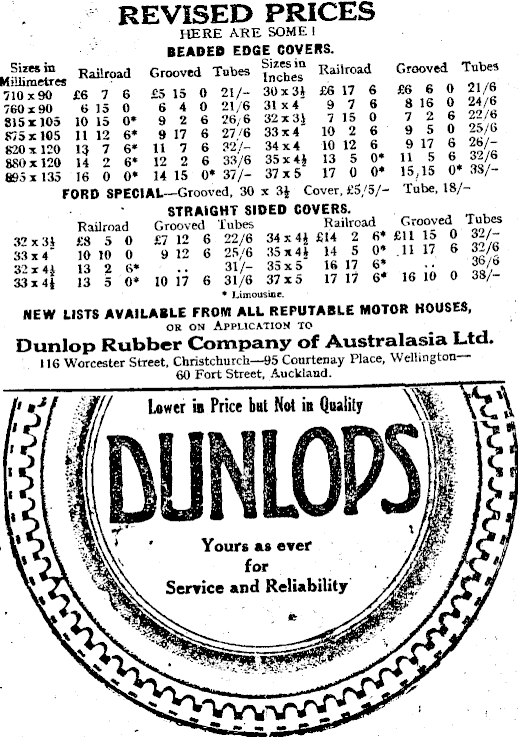 REVISED PRICES
HERE ARE SOME!
BEADED EDGE COVERS.
Sizes in Millimetres Railroad Grooved Tubes Sizes in Inches Railroad Grooved Tubes
710 x 90 £6 7 6 £5 15 0 21/- 30 x 3½ £6 17 6 £6 6 0 21/6
760 x 90 6 15 0 6 4 0 21/6 31 x 4 9 7 6 8 16 0 24/6
815 x 105 10 15 0* 9 2 6 26/6 32 x 3½ 7 15 0 7 2 6 22/6
875 x 105 11 12 6* 9 17 6 27/6 33 x 4 10 2 6 9 5 0 25/6
820 x 120 13 7 6* 11 7 6 32/- 34 x 4 10 12 6 9 17 6 26/-
880 x 120 14 2 6* 12 2 6 33/6 35 x 4½ 13 5 0* 11 5 6 32/6
895 x 135 16 0 0* 14 15 0* 37/- 37 x 5 17 0 0* 15 15 0* 38/-
FORD SPECIAL—Grooved, 30 x 3½ Cover, £5/5/- Tube, 18/-
STRAIGHT SIDED COVERS.
Railroad Grooved Tubes Railroad Grooved Tubes
32 x 3½ £8 5 0 £7 12 6 22/6 34 x 4½ £14 2 6* £11 15 0 32/-
33 x 4 10 10 0 9 12 6 25/6 35 x 4½ 14 5 0* 11 17 6 32/6
32 x 4½ 13 2 6* .. 31/- 35 x 5 16 17 6* .. 36/6
33 x 4½ 13 5 0* 10 17 6 31/6 37 x 5 17 17 6* 16 10 0 38/-
* Limousine.
NEW LISTS AVAILABLE FROM ALL REPUTABLE MOTOR HOUSES,
OR ON APPLICATION TO
Dunlop Rubber Company of Australasia Ltd.
116 Worcester Street, Christchurch—95 Courtenay Place, Wellington—
60 Fort Street, Auckland.
Lower in Price but Not in Quality
DUNLOPS
Yours as ever
for
Service and Reliability